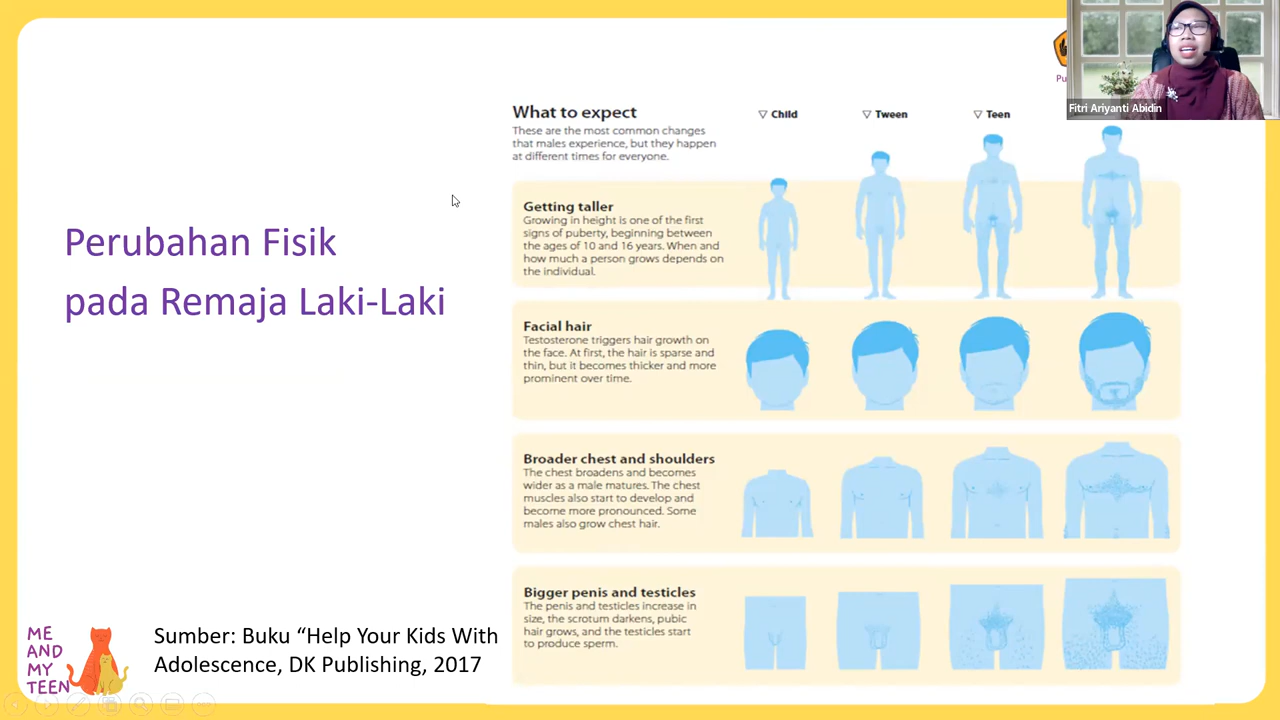 Perubahan Fisik
pada Remaja Laki-Laki
What to expect
These are the most common changes
that males experience, but they happen
at different times for everyone.
▽ Child
▽ Tween
▽ Teen
Getting taller
Growing in height is one of the first
signs of puberty, beginning between
the ages of 10 and 16 years. When and
how much a person grows depends on
the individual.
Facial hair
Testosterone triggers hair growth on
the face. At first, the hair is sparse and
thin, but it becomes thicker and more
prominent over time.
Broader chest and shoulders
The chest broadens and becomes
wider as a male matures. The chest
muscles also start to develop and
become more pronounced. Some
males also grow chest hair.
Bigger penis and testicles
The penis and testicles increase in
size, the scrotum darkens, pubic
hair grows, and the testicles start
to produce sperm.
Sumber: Buku “Help Your Kids With
Adolescence, DK Publishing, 2017
ME
AND
MY
TEEN
Fitri Ariyanti Abidin